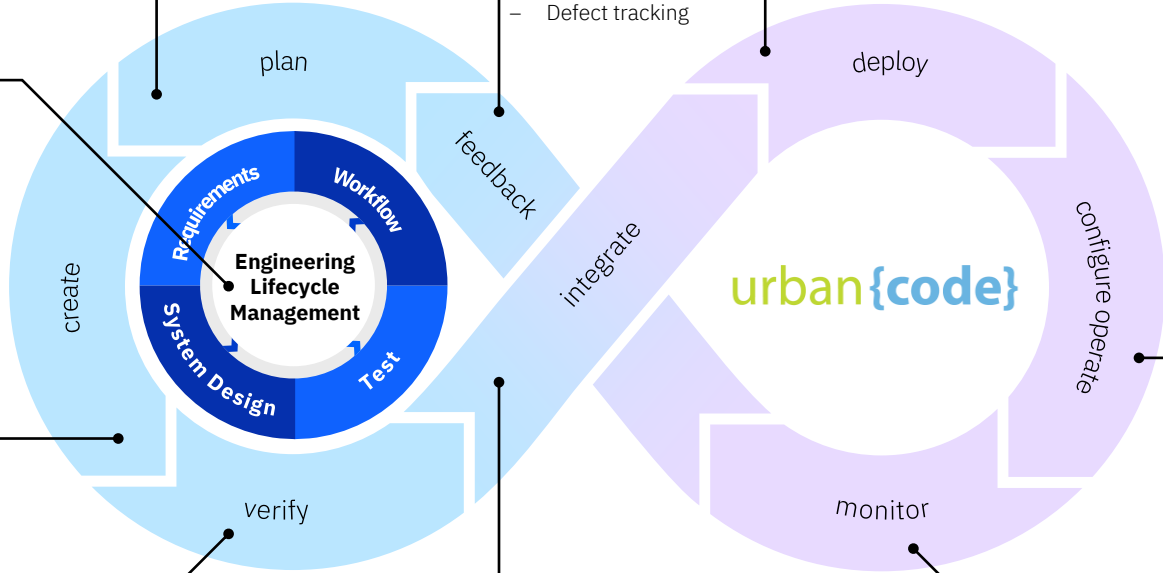 – Defect tracking
plan
deploy
feedback
Requirements
Workflow
create
Engineering
Lifecycle
Management
integrate
urban{code}
configure operate
System Design
Test
verify
monitor